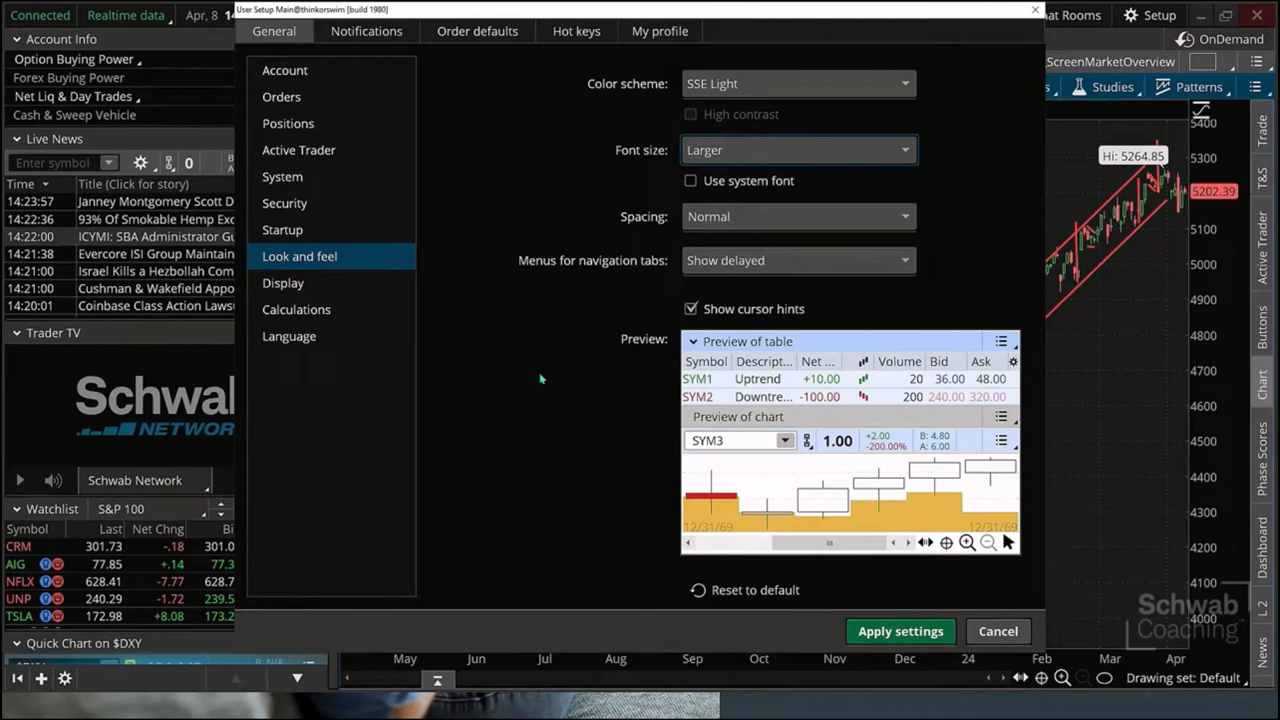 User Setup Main@thinkorswim [build 1980]
Connected Realtime data Apr, 8
Chat Rooms Setup
Account Info
OnDemand
Option Buying Power
Forex Buying Power
Net Liq & Day Trades
Cash & Sweep Vehicle
ScreenMarketOverview
Studies Patterns
Live News
Enter symbol 0
Time Title (Click for story)
14:23:57 Janney Montgomery Scott D
14:22:36 93% Of Smokable Hemp Exc
14:22:00 ICYMI: SBA Administrator Gu
14:21:38 Evercore ISI Group Maintain
14:21:00 Israel Kills a Hezbollah Com
14:21:00 Cushman & Wakefield Appo
14:20:01 Coinbase Class Action Laws
Trader TV
Schwab
NETWORK
Schwab Network
Watchlist S&P 100
Symbol Last Net Chng Bi
CRM 301.73 -.18 301.0
AIG 77.85 +.14 77.3
NFLX 628.41 -7.77 628.
UNP 240.29 -1.72 239.5
TSLA 172.98 +8.08 173.2
Quick Chart on $DXY
General Notifications Order defaults Hot keys My profile
Account
Orders
Positions
Active Trader
System
Security
Startup
Look and feel
Display
Calculations
Language
Color scheme: SSE Light
High contrast
Font size: Larger
Use system font
Spacing: Normal
Menus for navigation tabs: Show delayed
Show cursor hints
Preview:
Preview of table
Symbol Descript... Net ... Volume Bid Ask
SYM1 Uptrend +10.00 20 36.00 48.00
SYM2 Downtre... -100.00 200 240.00 320.00
Preview of chart
SYM3 1.00 +2.00 B: 4.80
-200.00% A: 6.00
12/31/69 12/31/69
Reset to default
Apply settings Cancel
Hi: 5264.85
5400
5300
5202.39
5000
4900
4800
4700
4600
4500
4400
4300
4200
4100
4000
Schwab
Coaching™
May Jun Jul Aug Sep Oct Nov Dec 24 Feb Mar Apr
Drawing set: Default
Trade
T&S
Active Trader
Buttons
Chart
Phase Scores
Dashboard
L 2
News